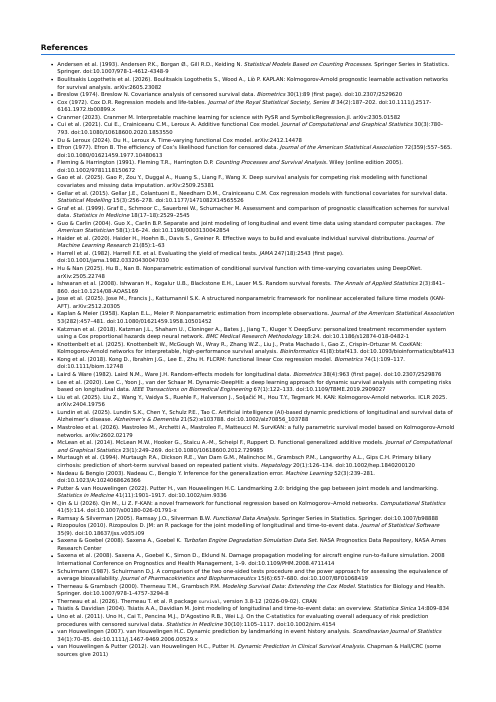 References
Andersen et al. (1993). Andersen P.K., Borgan Ø., Gill R.D., Keiding N. Statistical Models Based on Counting Processes. Springer Series in Statistics.
Springer. doi:10.1007/978-1-4612-4348-9
Boulitsakis Logothetis et al. (2026). Boulitsakis Logothetis S., Wood A., Liò P. KAPLAN: Kolmogorov-Arnold prognostic learnable activation networks
for survival analysis. arXiv:2605.23082
Breslow (1974). Breslow N. Covariance analysis of censored survival data. Biometrics 30(1):89 (first page). doi:10.2307/2529620
Cox (1972). Cox D.R. Regression models and life-tables. Journal of the Royal Statistical Society, Series B 34(2):187–202. doi:10.1111/j.2517-
6161.1972.tb00899.x
Cranmer (2023). Cranmer M. Interpretable machine learning for science with PySR and SymbolicRegression.jl. arXiv:2305.01582
Cui et al. (2021). Cui E., Crainiceanu C.M., Leroux A. Additive functional Cox model. Journal of Computational and Graphical Statistics 30(3):780–
793. doi:10.1080/10618600.2020.1853550
Du & Leroux (2024). Du H., Leroux A. Time-varying functional Cox model. arXiv:2412.14478
Efron (1977). Efron B. The efficiency of Cox's likelihood function for censored data. Journal of the American Statistical Association 72(359):557–565.
doi:10.1080/01621459.1977.10480613
Fleming & Harrington (1991). Fleming T.R., Harrington D.P. Counting Processes and Survival Analysis. Wiley (online edition 2005).
doi:10.1002/9781118150672
Gao et al. (2025). Gao P., Zou Y., Duggal A., Huang S., Liang F., Wang X. Deep survival analysis for competing risk modeling with functional
covariates and missing data imputation. arXiv:2509.25381
Gellar et al. (2015). Gellar J.E., Colantuoni E., Needham D.M., Crainiceanu C.M. Cox regression models with functional covariates for survival data.
Statistical Modelling 15(3):256–278. doi:10.1177/1471082X14565526
Graf et al. (1999). Graf E., Schmoor C., Sauerbrei W., Schumacher M. Assessment and comparison of prognostic classification schemes for survival
data. Statistics in Medicine 18(17–18):2529–2545
Guo & Carlin (2004). Guo X., Carlin B.P. Separate and joint modeling of longitudinal and event time data using standard computer packages. The
American Statistician 58(1):16–24. doi:10.1198/0003130042854
Haider et al. (2020). Haider H., Hoehn B., Davis S., Greiner R. Effective ways to build and evaluate individual survival distributions. Journal of
Machine Learning Research 21(85):1–63
Harrell et al. (1982). Harrell F.E. et al. Evaluating the yield of medical tests. JAMA 247(18):2543 (first page).
doi:10.1001/jama.1982.03320430047030
Hu & Nan (2025). Hu B., Nan B. Nonparametric estimation of conditional survival function with time-varying covariates using DeepONet.
arXiv:2505.22748
Ishwaran et al. (2008). Ishwaran H., Kogalur U.B., Blackstone E.H., Lauer M.S. Random survival forests. The Annals of Applied Statistics 2(3):841–
860. doi:10.1214/08-AOAS169
Jose et al. (2025). Jose M., Francis J., Kattumannil S.K. A structured nonparametric framework for nonlinear accelerated failure time models (KAN-
AFT). arXiv:2512.20305
Kaplan & Meier (1958). Kaplan E.L., Meier P. Nonparametric estimation from incomplete observations. Journal of the American Statistical Association
53(282):457–481. doi:10.1080/01621459.1958.10501452
Katzman et al. (2018). Katzman J.L., Shaham U., Cloninger A., Bates J., Jiang T., Kluger Y. DeepSurv: personalized treatment recommender system
using a Cox proportional hazards deep neural network. BMC Medical Research Methodology 18:24. doi:10.1186/s12874-018-0482-1
Knottenbelt et al. (2025). Knottenbelt W., McGough W., Wray R., Zhang W.Z., Liu J., Prata Machado I., Gao Z., Crispin-Ortuzar M. CoxKAN:
Kolmogorov-Arnold networks for interpretable, high-performance survival analysis. Bioinformatics 41(8):btaf413. doi:10.1093/bioinformatics/btaf413
Kong et al. (2018). Kong D., Ibrahim J.G., Lee E., Zhu H. FLCRM: functional linear Cox regression model. Biometrics 74(1):109–117.
doi:10.1111/biom.12748
Laird & Ware (1982). Laird N.M., Ware J.H. Random-effects models for longitudinal data. Biometrics 38(4):963 (first page). doi:10.2307/2529876
Lee et al. (2020). Lee C., Yoon J., van der Schaar M. Dynamic-DeepHit: a deep learning approach for dynamic survival analysis with competing risks
based on longitudinal data. IEEE Transactions on Biomedical Engineering 67(1):122–133. doi:10.1109/TBME.2019.2909027
Liu et al. (2025). Liu Z., Wang Y., Vaidya S., Ruehle F., Halverson J., Soljačić M., Hou T.Y., Tegmark M. KAN: Kolmogorov-Arnold networks. ICLR 2025.
arXiv:2404.19756
Lundin et al. (2025). Lundin S.K., Chen Y., Schulz P.E., Tao C. Artificial intelligence (AI)-based dynamic predictions of longitudinal and survival data of
Alzheimer's disease. Alzheimer's & Dementia 21(S2):e103788. doi:10.1002/alz70856_103788
Mastroleo et al. (2026). Mastroleo M., Archetti A., Mastroleo F., Matteucci M. SurvKAN: a fully parametric survival model based on Kolmogorov-Arnold
networks. arXiv:2602.02179
McLean et al. (2014). McLean M.W., Hooker G., Staicu A.-M., Scheipl F., Ruppert D. Functional generalized additive models. Journal of Computational
and Graphical Statistics 23(1):249–269. doi:10.1080/10618600.2012.729985
Murtaugh et al. (1994). Murtaugh P.A., Dickson E.R., Van Dam G.M., Malinchoc M., Grambsch P.M., Langworthy A.L., Gips C.H. Primary biliary
cirrhosis: prediction of short-term survival based on repeated patient visits. Hepatology 20(1):126–134. doi:10.1002/hep.1840200120
Nadeau & Bengio (2003). Nadeau C., Bengio Y. Inference for the generalization error. Machine Learning 52(3):239–281.
doi:10.1023/A:1024068626366
Putter & van Houwelingen (2022). Putter H., van Houwelingen H.C. Landmarking 2.0: bridging the gap between joint models and landmarking.
Statistics in Medicine 41(11):1901–1917. doi:10.1002/sim.9336
Qin & Li (2026). Qin M., Li Z. F-KAN: a novel framework for functional regression based on Kolmogorov-Arnold networks. Computational Statistics
41(5):114. doi:10.1007/s00180-026-01791-x
Ramsay & Silverman (2005). Ramsay J.O., Silverman B.W. Functional Data Analysis. Springer Series in Statistics. Springer. doi:10.1007/b98888
Rizopoulos (2010). Rizopoulos D. JM: an R package for the joint modeling of longitudinal and time-to-event data. Journal of Statistical Software
35(9). doi:10.18637/jss.v035.i09
Saxena & Goebel (2008). Saxena A., Goebel K. Turbofan Engine Degradation Simulation Data Set. NASA Prognostics Data Repository, NASA Ames
Research Center
Saxena et al. (2008). Saxena A., Goebel K., Simon D., Eklund N. Damage propagation modeling for aircraft engine run-to-failure simulation. 2008
International Conference on Prognostics and Health Management, 1–9. doi:10.1109/PHM.2008.4711414
Schuirmann (1987). Schuirmann D.J. A comparison of the two one-sided tests procedure and the power approach for assessing the equivalence of
average bioavailability. Journal of Pharmacokinetics and Biopharmaceutics 15(6):657–680. doi:10.1007/BF01068419
Therneau & Grambsch (2000). Therneau T.M., Grambsch P.M. Modeling Survival Data: Extending the Cox Model. Statistics for Biology and Health.
Springer. doi:10.1007/978-1-4757-3294-8
Therneau et al. (2026). Therneau T. et al. R package survival, version 3.8-12 (2026-09-02). CRAN
Tsiatis & Davidian (2004). Tsiatis A.A., Davidian M. Joint modeling of longitudinal and time-to-event data: an overview. Statistica Sinica 14:809–834
Uno et al. (2011). Uno H., Cai T., Pencina M.J., D'Agostino R.B., Wei L.J. On the C-statistics for evaluating overall adequacy of risk prediction
procedures with censored survival data. Statistics in Medicine 30(10):1105–1117. doi:10.1002/sim.4154
van Houwelingen (2007). van Houwelingen H.C. Dynamic prediction by landmarking in event history analysis. Scandinavian Journal of Statistics
34(1):70–85. doi:10.1111/j.1467-9469.2006.00529.x
van Houwelingen & Putter (2012). van Houwelingen H.C., Putter H. Dynamic Prediction in Clinical Survival Analysis. Chapman & Hall/CRC (some
sources give 2011)